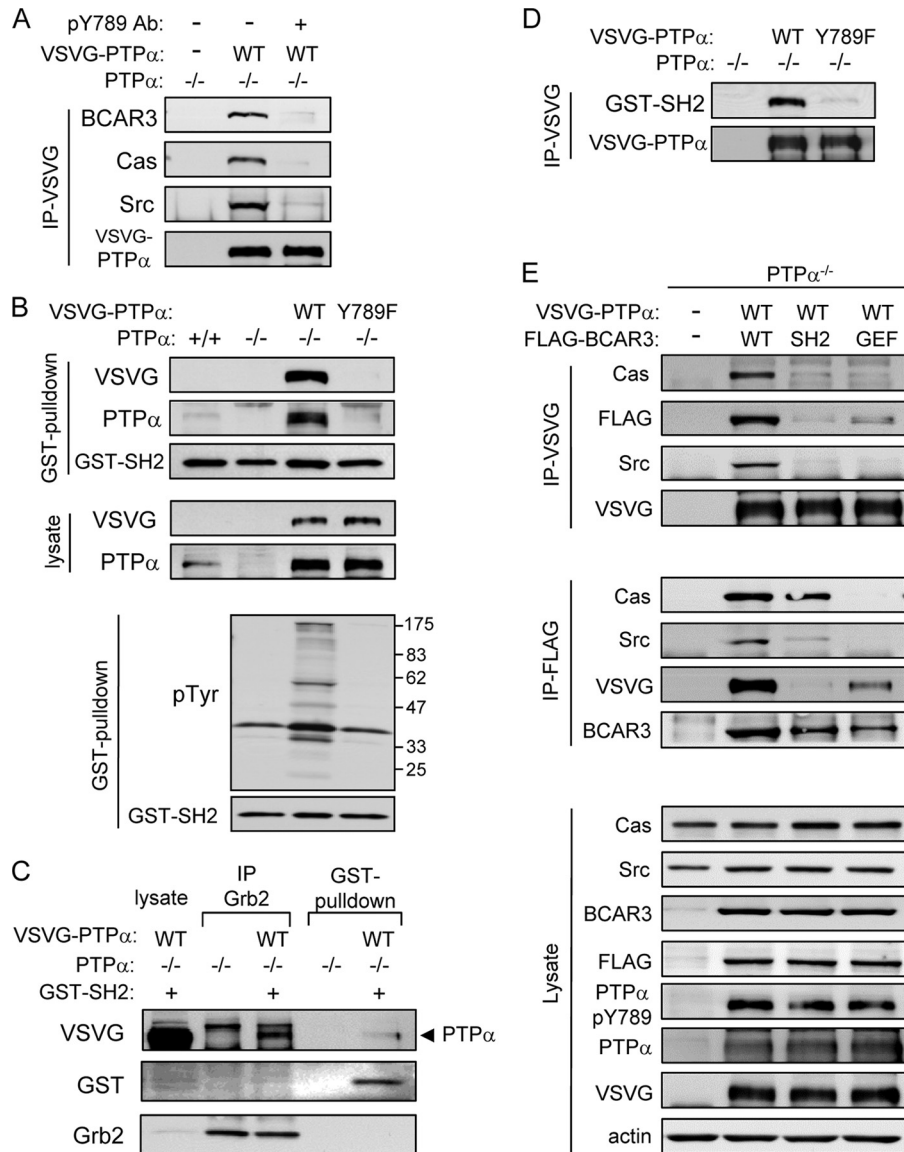 A
pY789 Ab: - - +
VSVG-PTPα: - WT WT
PTPα: -/- -/- -/-
IP-VSVG
BCAR3
Cas
Src
VSVG-
PTPα
B
VSVG-PTPα: WT Y789F
PTPα: +/+ -/- -/- -/-
GST-pulldown
VSVG
PTPα
GST-SH2
lysate
VSVG
PTPα
GST-pulldown
pTyr
175
83
62
47
33
25
GST-SH2
C
lysate
IP
Grb2
GST-
pulldown
VSVG-PTPα: WT WT WT
PTPα: -/- -/- -/- -/- -/-
GST-SH2: + + +
VSVG
◄ PTPα
GST
Grb2
D
VSVG-PTPα: WT Y789F
PTPα: -/- -/- -/-
IP-VSVG
GST-SH2
VSVG-PTPα
E
PTPα-/-
VSVG-PTPα: - WT WT WT
FLAG-BCAR3: - WT SH2 GEF
IP-VSVG
Cas
FLAG
Src
VSVG
IP-FLAG
Cas
Src
VSVG
BCAR3
Lysate
Cas
Src
BCAR3
FLAG
PTPα
pY789
PTPα
VSVG
actin